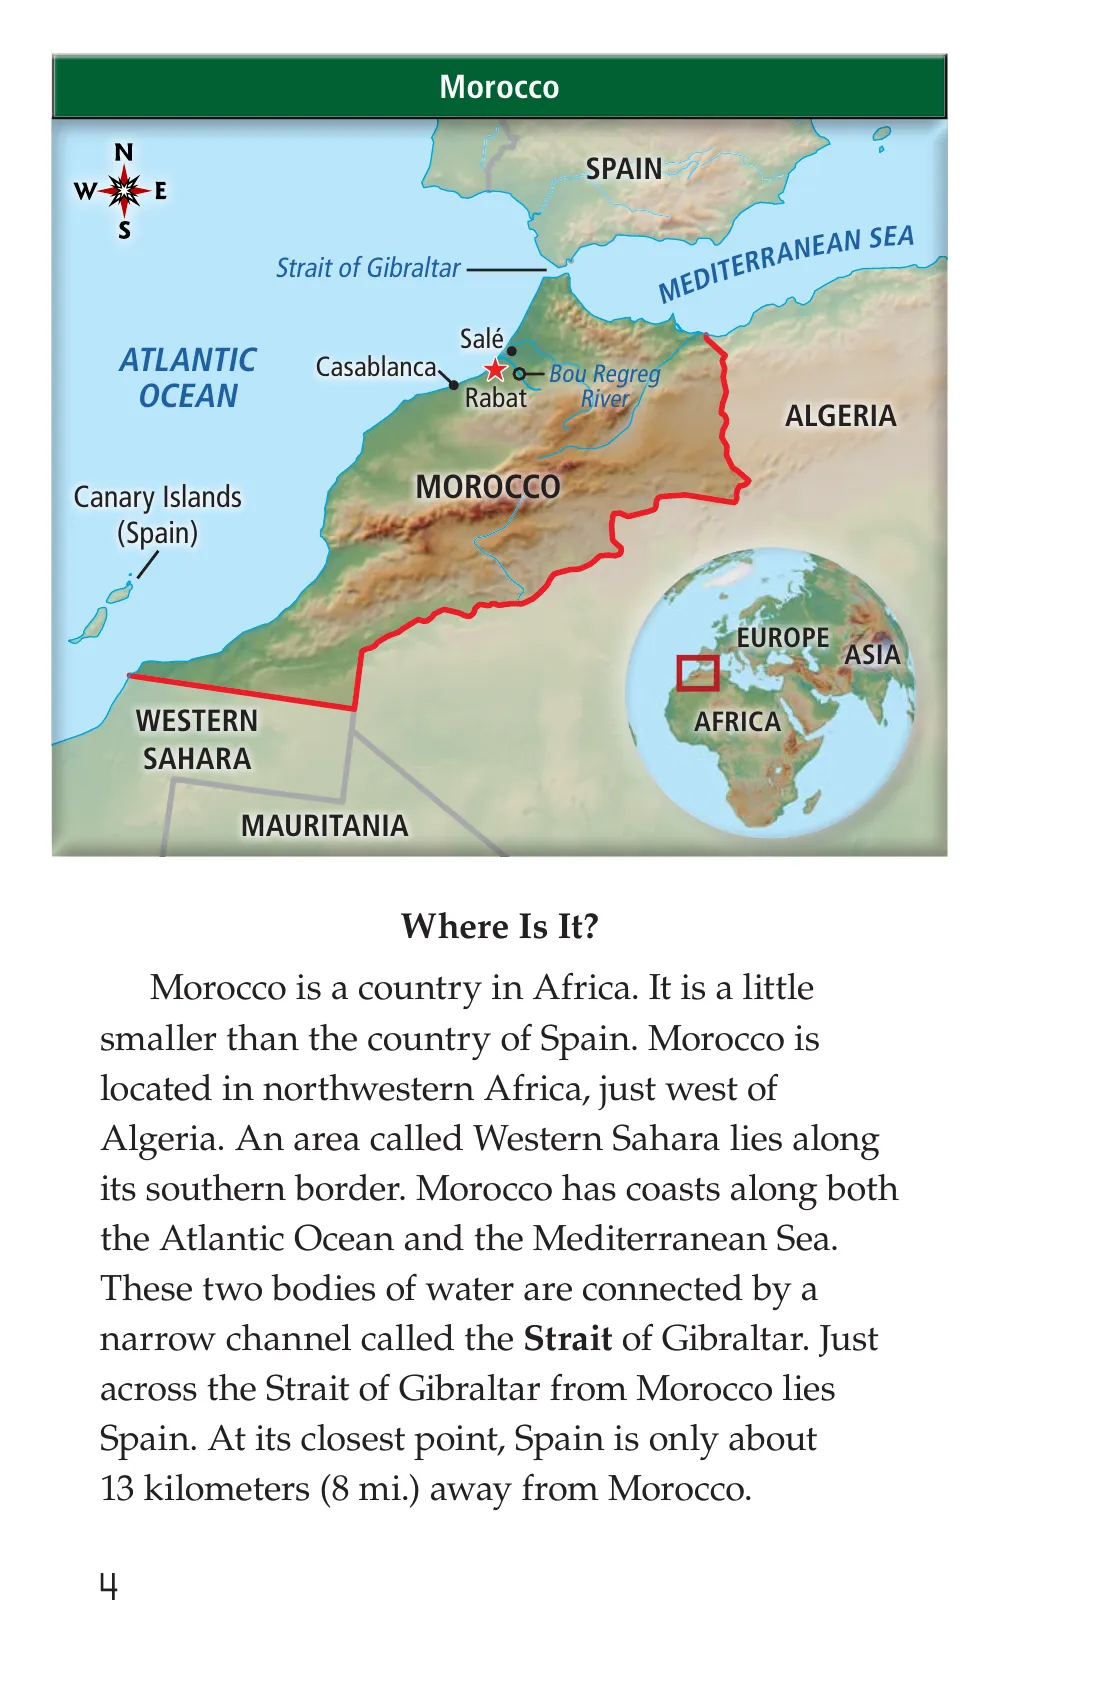 Morocco
N
W E
S
SPAIN
MEDITERRANEAN SEA
Strait of Gibraltar
Salé
Casablanca
Rabat
Bou Regreg
River
ATLANTIC
OCEAN
ALGERIA
MOROCCO
Canary Islands
(Spain)
EUROPE
ASIA
AFRICA
WESTERN
SAHARA
MAURITANIA
Where Is It?
Morocco is a country in Africa. It is a little
smaller than the country of Spain. Morocco is
located in northwestern Africa, just west of
Algeria. An area called Western Sahara lies along
its southern border. Morocco has coasts along both
the Atlantic Ocean and the Mediterranean Sea.
These two bodies of water are connected by a
narrow channel called the Strait of Gibraltar. Just
across the Strait of Gibraltar from Morocco lies
Spain. At its closest point, Spain is only about
13 kilometers (8 mi.) away from Morocco.
4